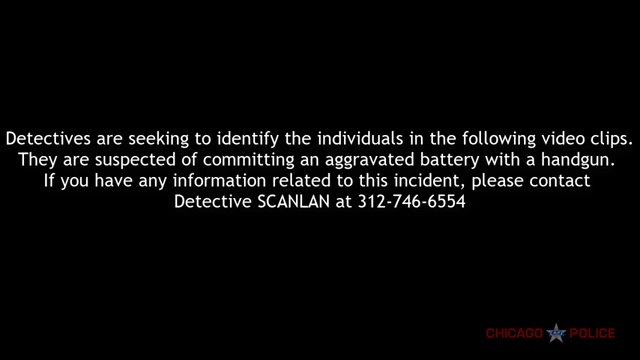 Detectives are seeking to identify the individuals in the following video clips.
They are suspected of committing an aggravated battery with a handgun.
If you have any information related to this incident, please contact
Detective SCANLAN at 312-746-6554
CHICAGO POLICE